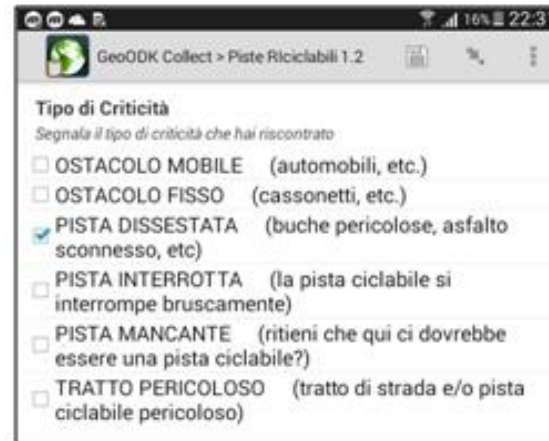 16% 22:3
GeoODK Collect > Piste RIciclabili 1.2
Tipo di Criticità
Segnala il tipo di criticità che hai riscontrato
OSTACOLO MOBILE (automobili, etc.)
OSTACOLO FISSO (cassonetti, etc.)
PISTA DISSESTATA (buche pericolose, asfalto
sconnesso, etc)
PISTA INTERROTTA (la pista ciclabile si
interrompe bruscamente)
PISTA MANCANTE (ritieni che qui ci dovrebbe
essere una pista ciclabile?)
TRATTO PERICOLOSO (tratto di strada e/o pista
ciclabile pericoloso)